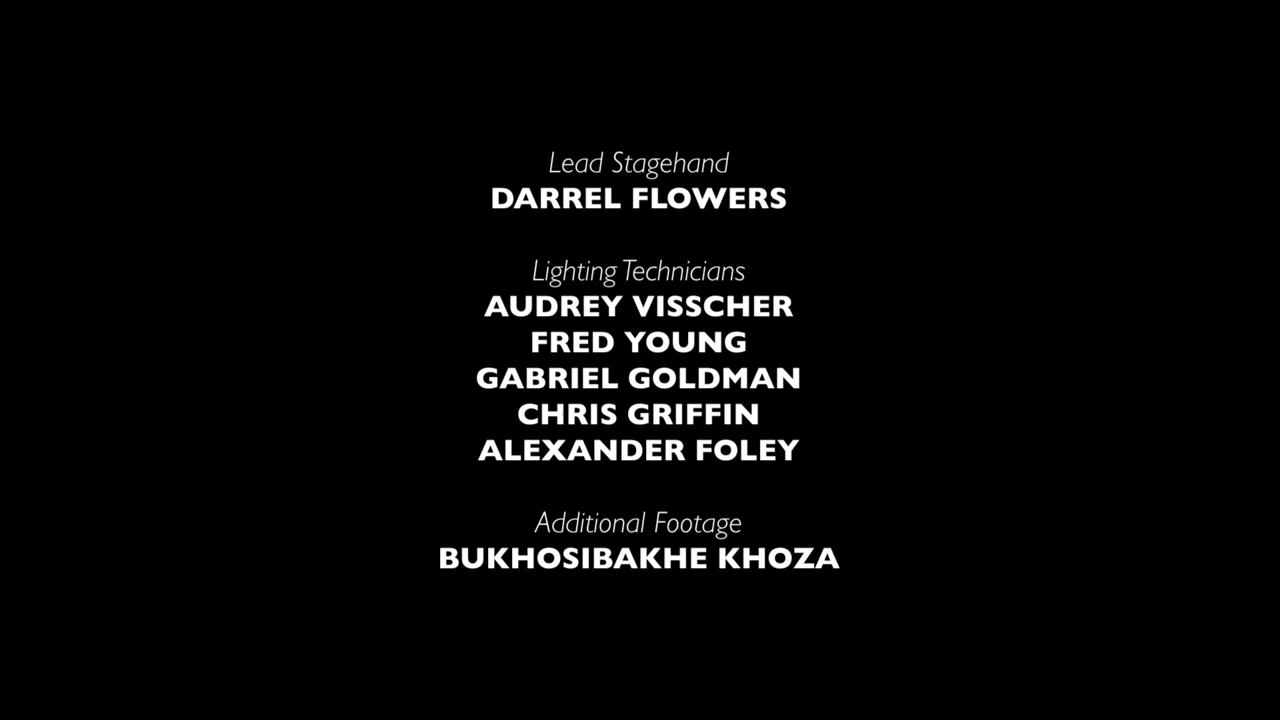 Lead Stagehand
DARREL FLOWERS
Lighting Technicians
AUDREY VISSCHER
FRED YOUNG
GABRIEL GOLDMAN
CHRIS GRIFFIN
ALEXANDER FOLEY
Additional Footage
BUKHOSIBAKHE KHOZA